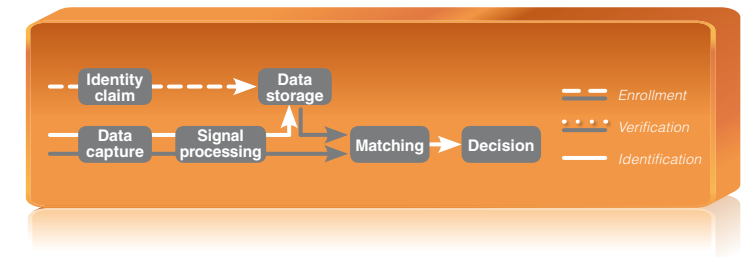 Identity
claim
Data
storage
Enrollment
Verification
Data
capture
Signal
processing
Matching
Decision
Identification